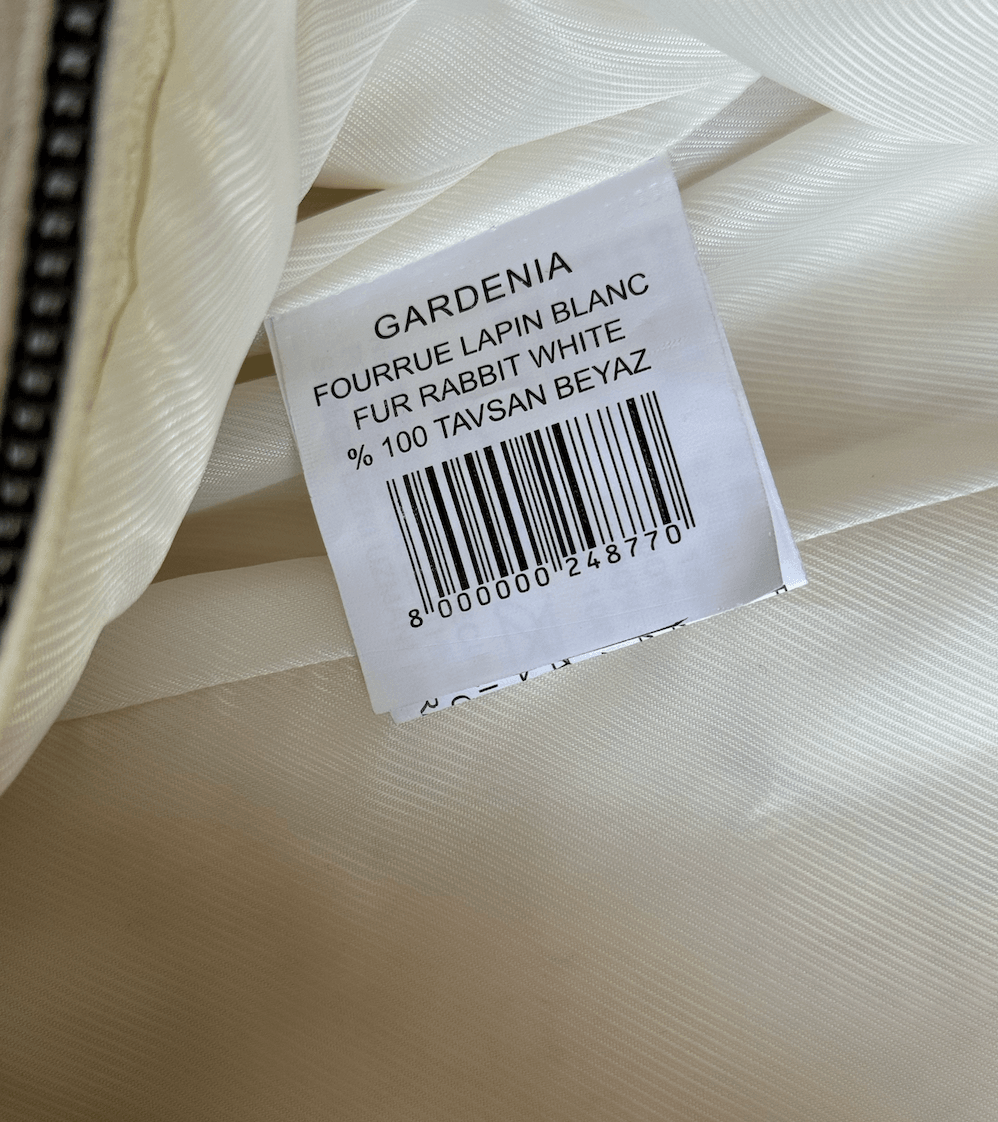 GARDENIA
FOURRUE LAPIN BLANC
FUR RABBIT WHITE
% 100 TAVSAN BEYAZ
8 000000 248770